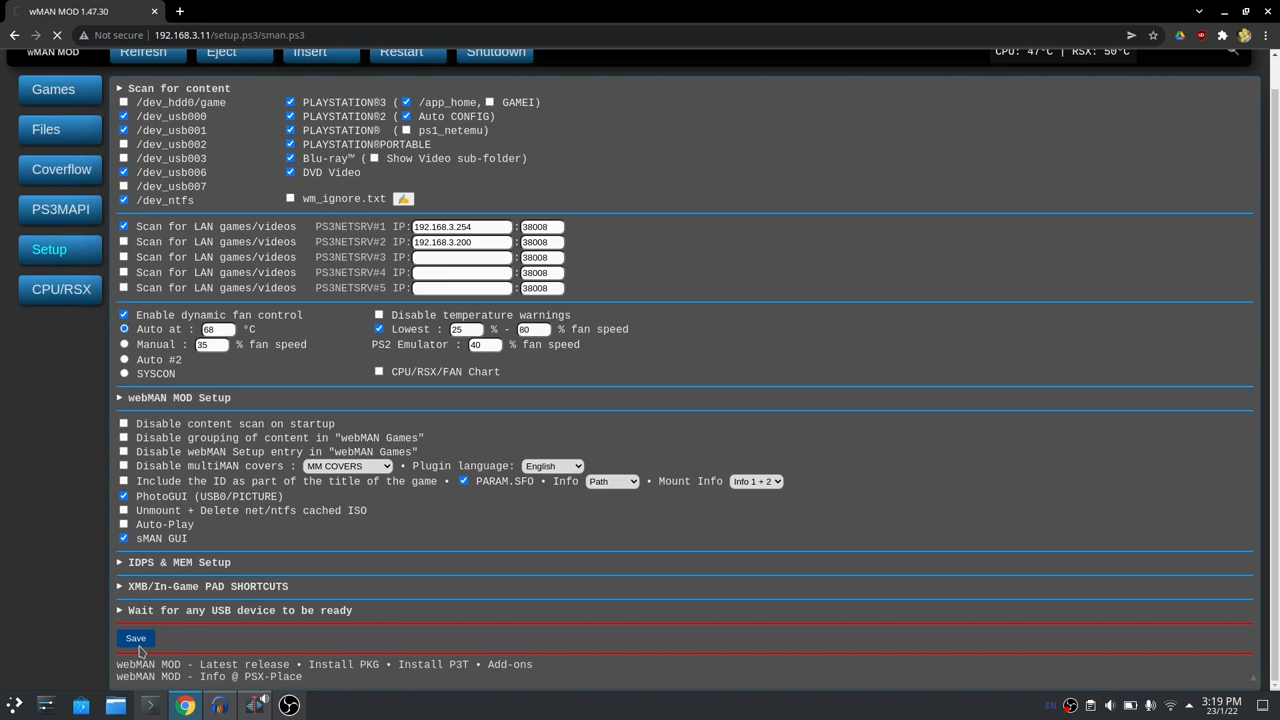 wMAN MOD 1.47.30
Not secure 192.168.3.11/setup.ps3/sman.ps3
wMAN MOD Refresh Eject Insert Restart Shutdown CPU: 47°C | RSX: 50°C
Games
Files
Coverflow
PS3MAPI
Setup
CPU/RSX
Scan for content
/dev_hdd0/game PLAYSTATION®3 ( /app_home, GAMEI)
/dev_usb000 PLAYSTATION®2 ( Auto CONFIG)
/dev_usb001 PLAYSTATION® ( ps1_netemu)
/dev_usb002 PLAYSTATION®PORTABLE
/dev_usb003 Blu-ray™ ( Show Video sub-folder)
/dev_usb006 DVD Video
/dev_usb007
/dev_ntfs wm_ignore.txt
Scan for LAN games/videos PS3NETSRV#1 IP: 192.168.3.254 : 38008
Scan for LAN games/videos PS3NETSRV#2 IP: 192.168.3.200 : 38008
Scan for LAN games/videos PS3NETSRV#3 IP: : 38008
Scan for LAN games/videos PS3NETSRV#4 IP: : 38008
Scan for LAN games/videos PS3NETSRV#5 IP: : 38008
Enable dynamic fan control Disable temperature warnings
Auto at : 68 °C Lowest : 25 % - 80 % fan speed
Manual : 35 % fan speed PS2 Emulator : 40 % fan speed
Auto #2
SYSCON CPU/RSX/FAN Chart
webMAN MOD Setup
Disable content scan on startup
Disable grouping of content in "webMAN Games"
Disable webMAN Setup entry in "webMAN Games"
Disable multiMAN covers : MM COVERS • Plugin language: English
Include the ID as part of the title of the game • PARAM.SFO • Info Path • Mount Info Info 1 + 2
PhotoGUI (USB0/PICTURE)
Unmount + Delete net/ntfs cached ISO
Auto-Play
sMAN GUI
IDPS & MEM Setup
XMB/In-Game PAD SHORTCUTS
Wait for any USB device to be ready
Save
webMAN MOD - Latest release • Install PKG • Install P3T • Add-ons
webMAN MOD - Info @ PSX-Place
EN 3:19 PM
23/1/22